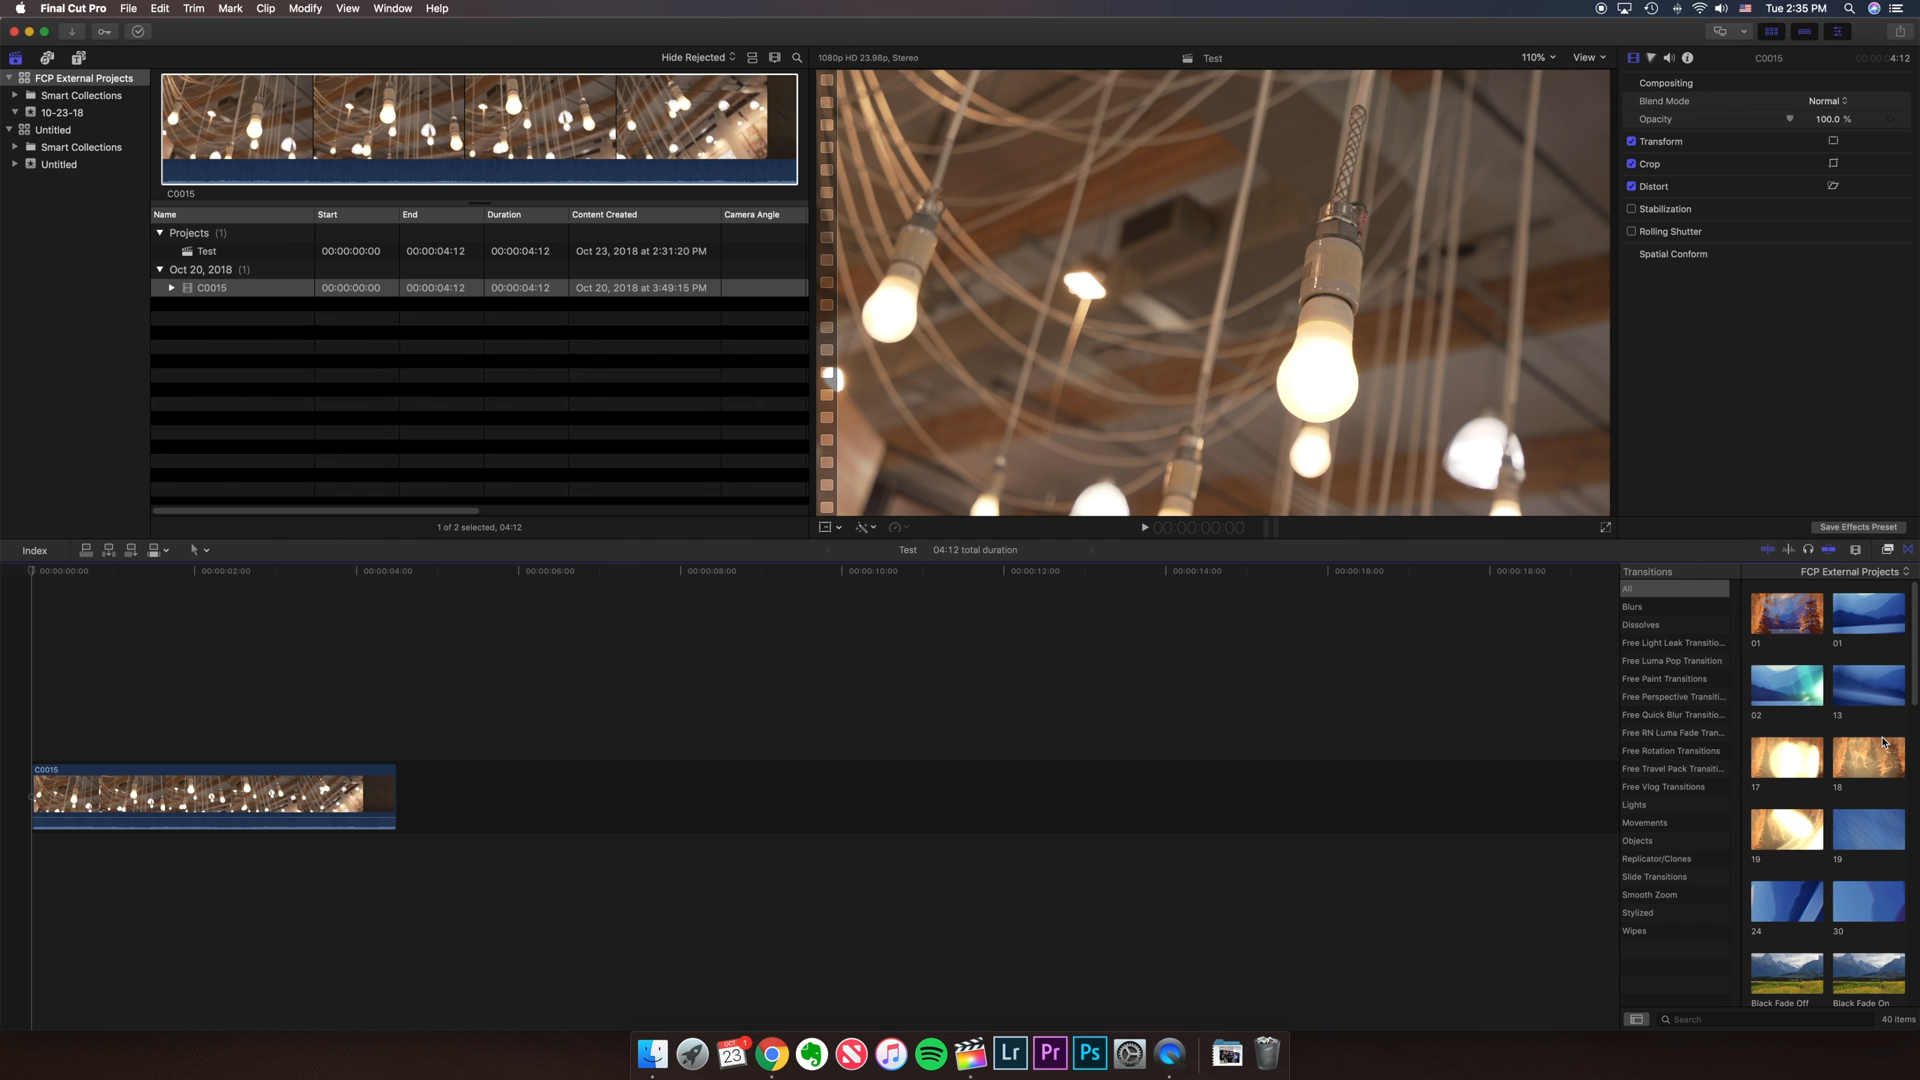 Final Cut Pro File Edit Trim Mark Clip Modify View Window Help
Tue 2:35 PM
Hide Rejected
1080p HD 23.98p, Stereo
Test
110%
View
C0015
4:12
FCP External Projects
Smart Collections
10-23-18
Untitled
Smart Collections
Untitled
C0015
Name Start End Duration Content Created Camera Angle
Projects (1)
Test 00:00:00:00 00:00:04:12 00:00:04:12 Oct 23, 2018 at 2:31:20 PM
Oct 20, 2018 (1)
C0015 00:00:00:00 00:00:04:12 00:00:04:12 Oct 20, 2018 at 3:49:15 PM
1 of 2 selected, 04:12
00:00:00:00
Compositing
Blend Mode Normal
Opacity 100.0 %
Transform
Crop
Distort
Stabilization
Rolling Shutter
Spatial Conform
Save Effects Preset
Index
Test 04:12 total duration
00:00:00:00 00:00:02:00 00:00:04:00 00:00:06:00 00:00:08:00 00:00:10:00 00:00:12:00 00:00:14:00 00:00:16:00 00:00:18:00
C0015
Transitions
FCP External Projects
All
Blurs
Dissolves
Free Light Leak Transitio...
Free Luma Pop Transition
Free Paint Transitions
Free Perspective Transiti...
Free Quick Blur Transitio...
Free RN Luma Fade Tran...
Free Rotation Transitions
Free Travel Pack Transiti...
Free Vlog Transitions
Lights
Movements
Objects
Replicator/Clones
Slide Transitions
Smooth Zoom
Stylized
Wipes
01 01
02 13
17 18
19 19
24 30
Black Fade Off Black Fade On
Search
40 items
OCT
23
1
Lr
Pr
Ps